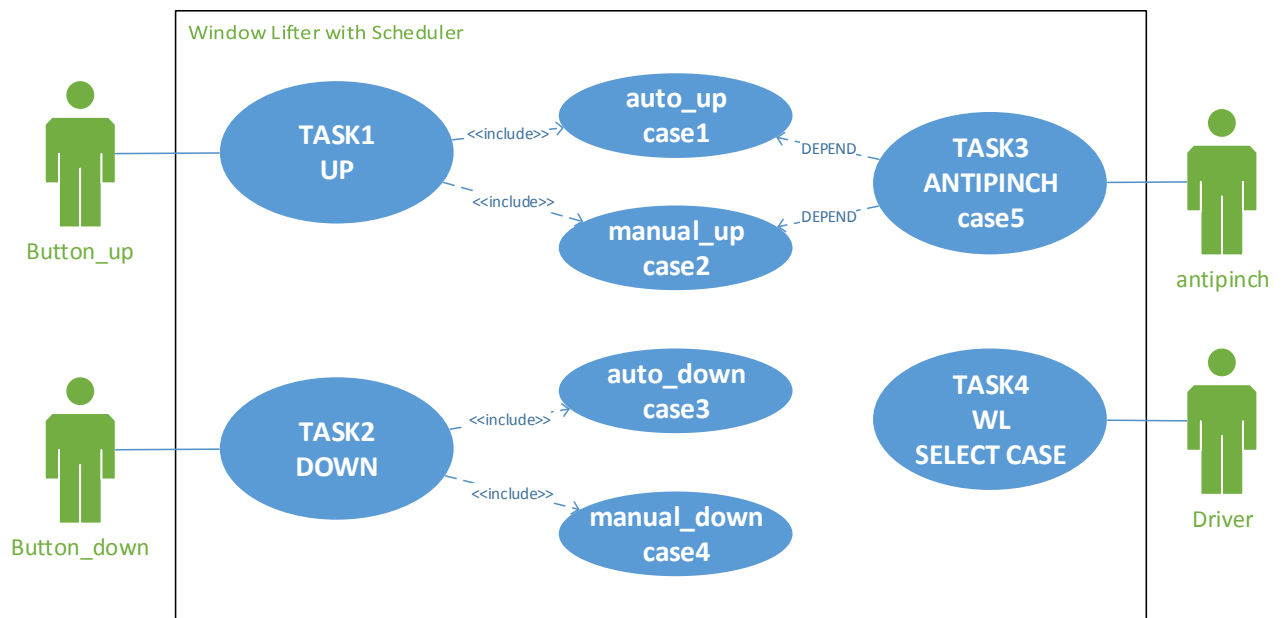 Window Lifter with Scheduler
Button_up
TASK1
UP
<<include>>
<<include>>
auto_up
case1
manual_up
case2
DEPEND
DEPEND
TASK3
ANTIPINCH
case5
antipinch
Button_down
TASK2
DOWN
<<include>>
<<include>>
auto_down
case3
manual_down
case4
TASK4
WL
SELECT CASE
Driver